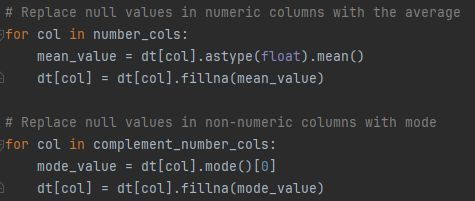 # Replace null values in numeric columns with the average
for col in number_cols:
    mean_value = dt[col].astype(float).mean()
    dt[col] = dt[col].fillna(mean_value)

# Replace null values in non-numeric columns with mode
for col in complement_number_cols:
    mode_value = dt[col].mode()[0]
    dt[col] = dt[col].fillna(mode_value)